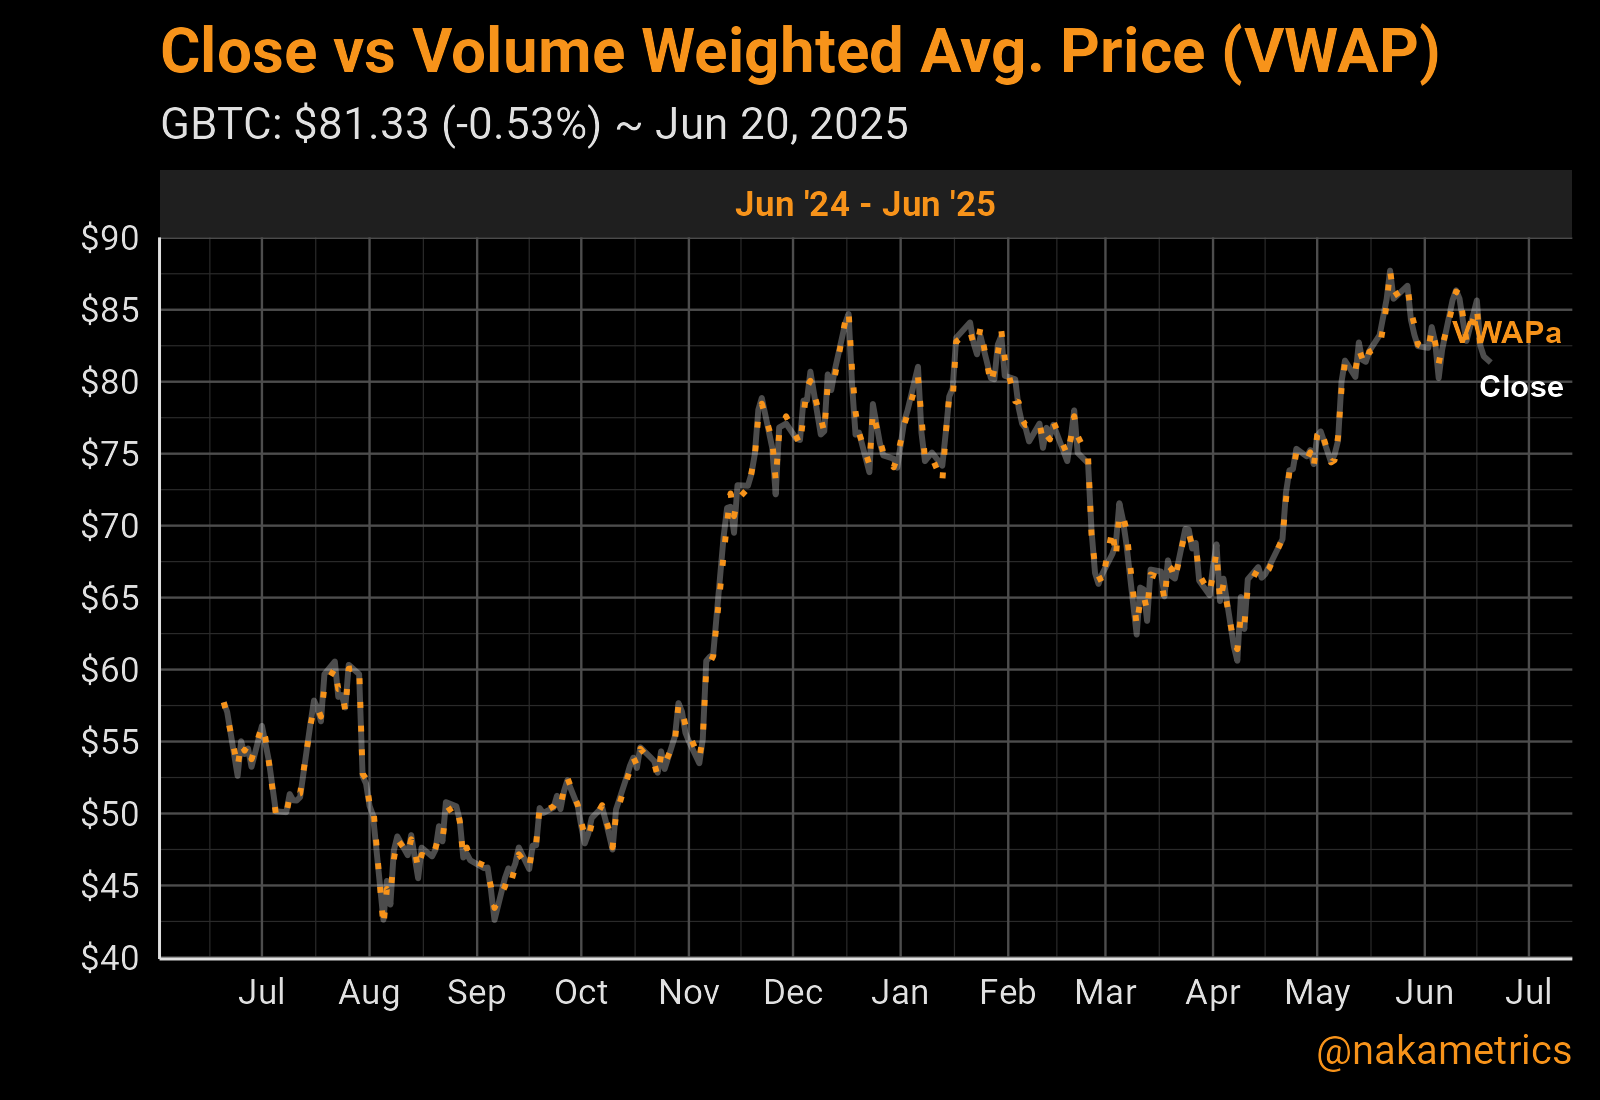 Close vs Volume Weighted Avg. Price (VWAP)
GBTC: $81.33 (-0.53%) ~ Jun 20, 2025
Jun '24 - Jun '25
$90
$85
$80
$75
$70
$65
$60
$55
$50
$45
$40
VWAPa
Close
Jul Aug Sep Oct Nov Dec Jan Feb Mar Apr May Jun Jul
@nakametrics